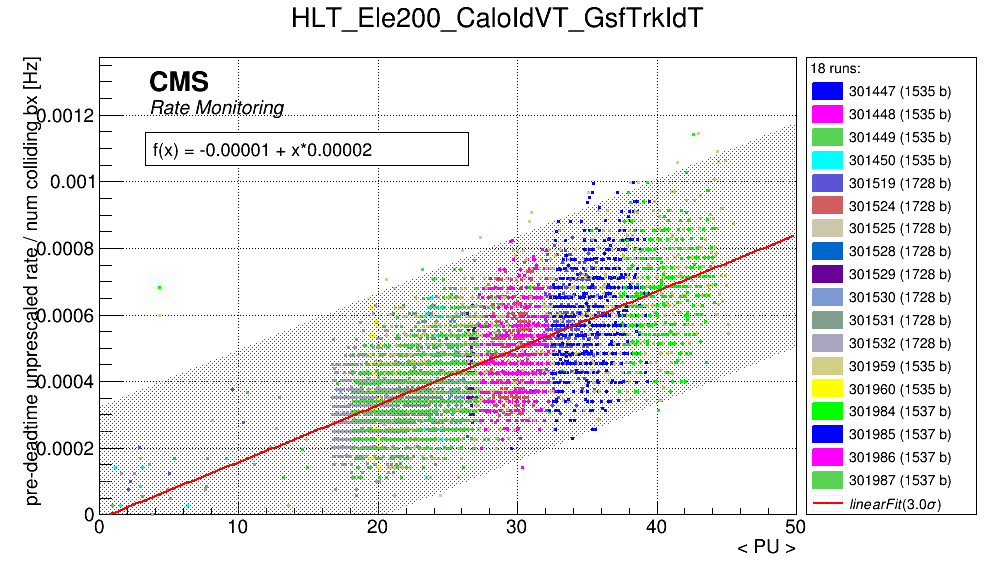 HLT_Ele200_CaloIdVT_GsfTrkIdT
pre-deadtime unprescaled rate / num colliding bx [Hz]
CMS
Rate Monitoring
f(x) = -0.00001 + x*0.00002
0.0012
0.001
0.0008
0.0006
0.0004
0.0002
0
0 10 20 30 40 50
< PU >
18 runs:
301447 (1535 b)
301448 (1535 b)
301449 (1535 b)
301450 (1535 b)
301519 (1728 b)
301524 (1728 b)
301525 (1728 b)
301528 (1728 b)
301529 (1728 b)
301530 (1728 b)
301531 (1728 b)
301532 (1728 b)
301959 (1535 b)
301960 (1535 b)
301984 (1537 b)
301985 (1537 b)
301986 (1537 b)
301987 (1537 b)
linearFit(3.0σ)